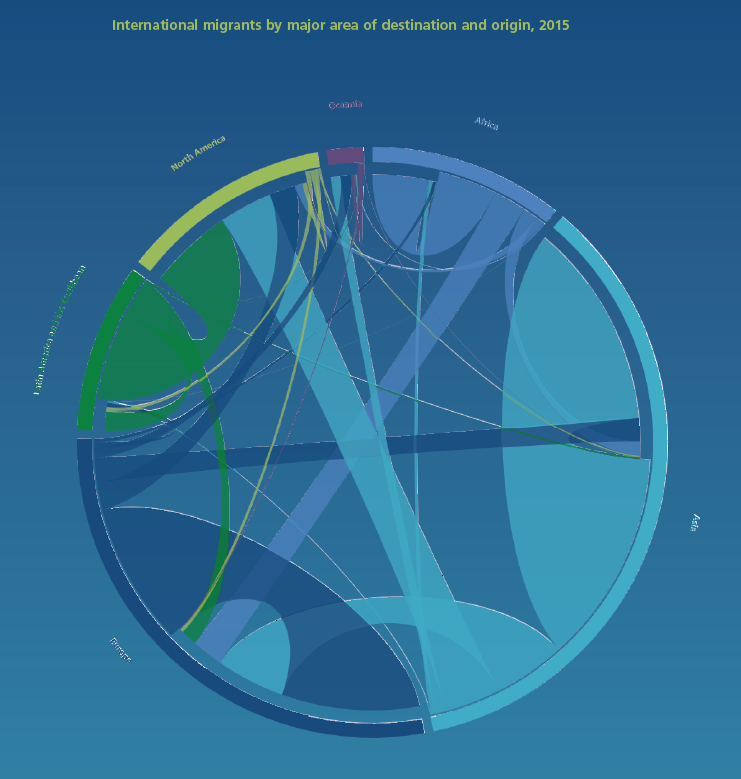 International migrants by major area of destination and origin, 2015
Oceania
Africa
North America
Latin America and the Caribbean
Asia
Europe